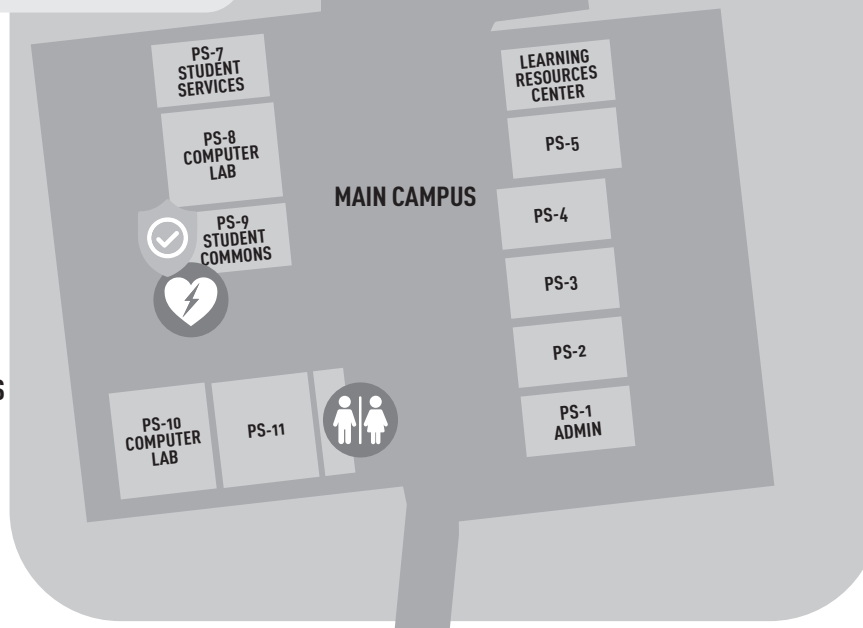 PS-7
STUDENT
SERVICES
PS-8
COMPUTER
LAB
PS-9
STUDENT
COMMONS
MAIN CAMPUS
LEARNING
RESOURCES
CENTER
PS-5
PS-4
PS-3
PS-2
PS-1
ADMIN
PS-10
COMPUTER
LAB
PS-11
S